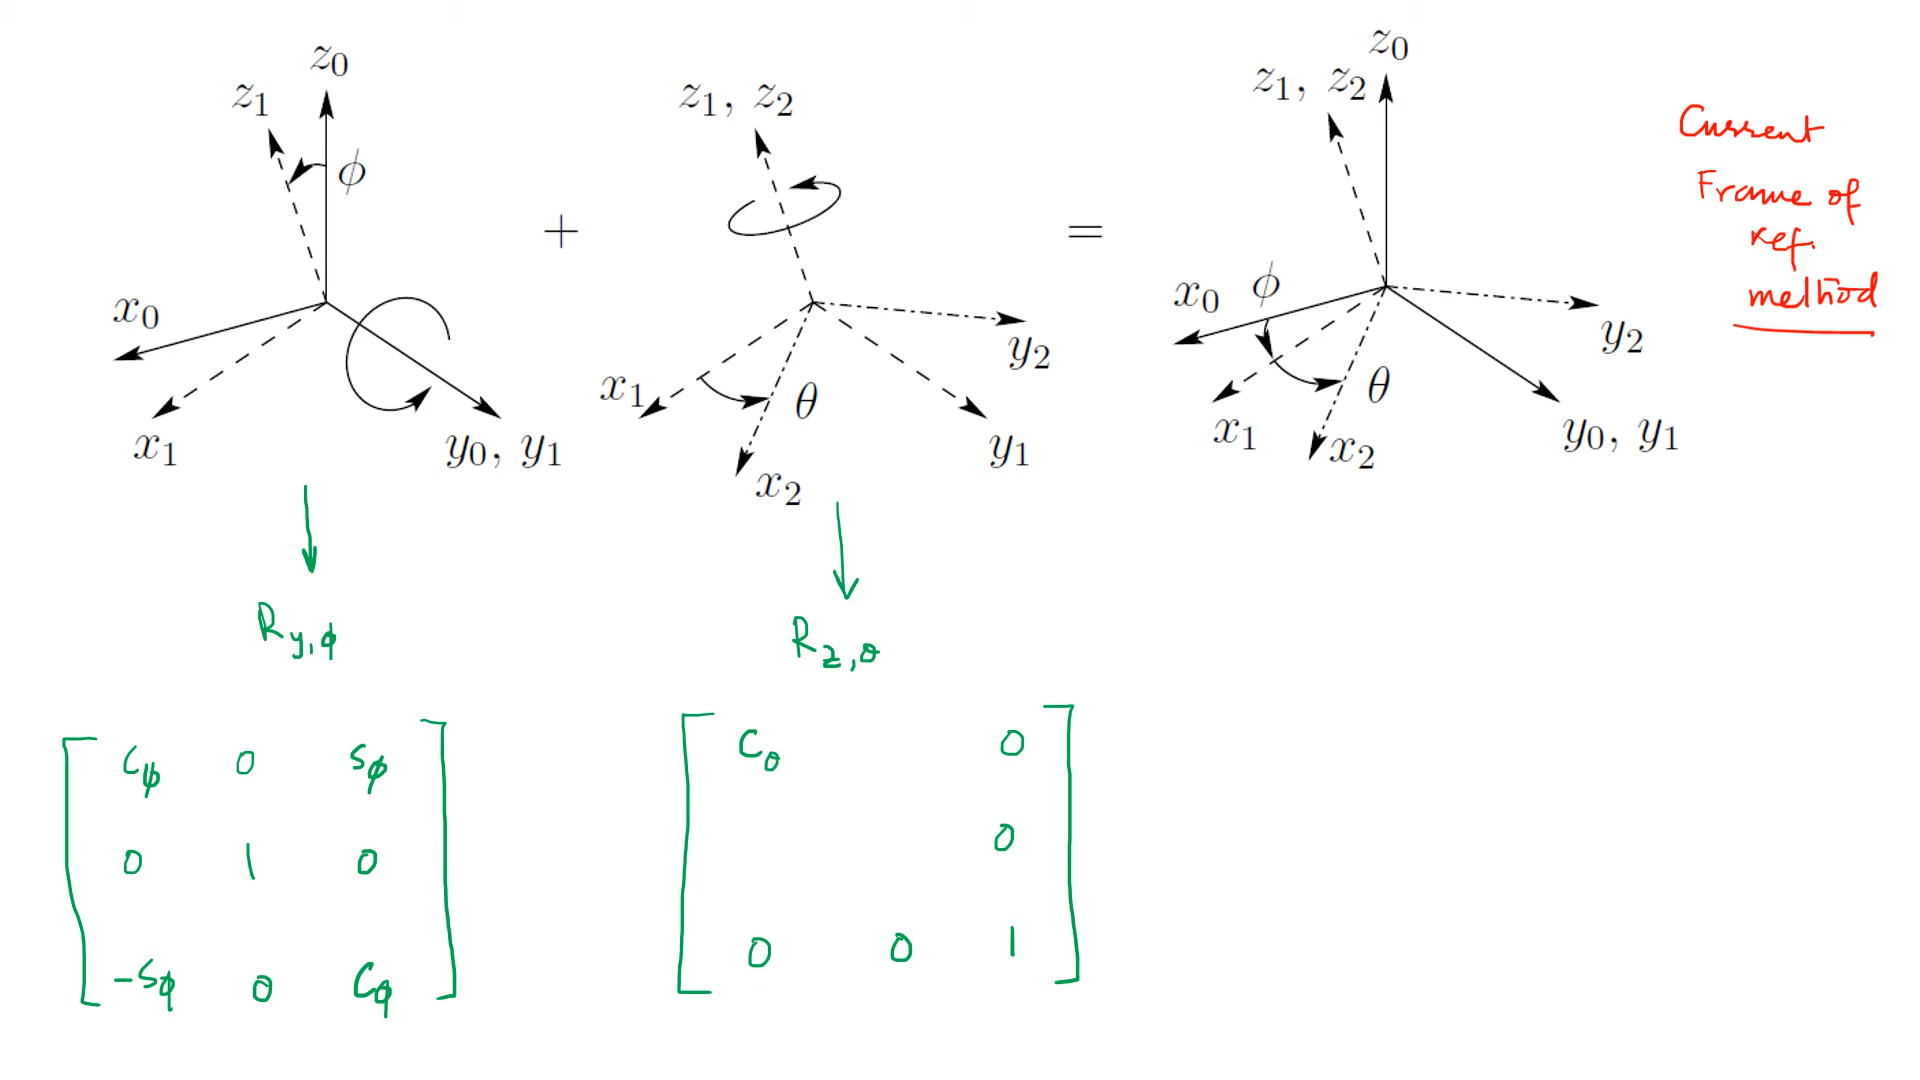 z₀
z₁
ϕ
x₀
x₁
y₀, y₁
+
z₁, z₂
y₂
x₁
θ
y₁
x₂
=
z₀
z₁, z₂
x₀ ϕ
y₂
θ
x₁
x₂
y₀, y₁
Current
Frame of
ref.
method
R y,ϕ
R z,θ
Cϕ 0 Sϕ
0 1 0
-Sϕ 0 Cϕ
Cθ 0
0
0 0 1